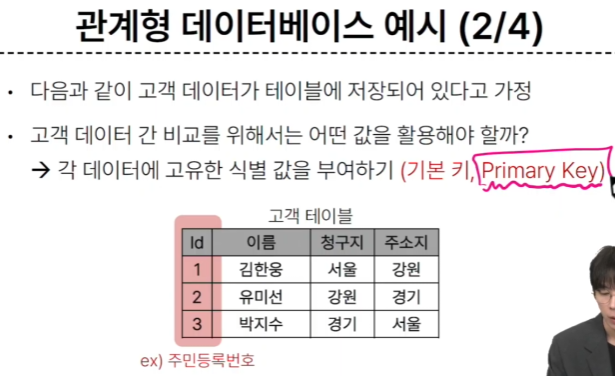 관계형 데이터베이스 예시 (2/4)
• 다음과 같이 고객 데이터가 테이블에 저장되어 있다고 가정
• 고객 데이터 간 비교를 위해서는 어떤 값을 활용해야 할까?
→ 각 데이터에 고유한 식별 값을 부여하기 (기본 키, Primary Key)
고객 테이블
Id 이름 청구지 주소지
1 김한웅 서울 강원
2 유미선 강원 경기
3 박지수 경기 서울
ex) 주민등록번호